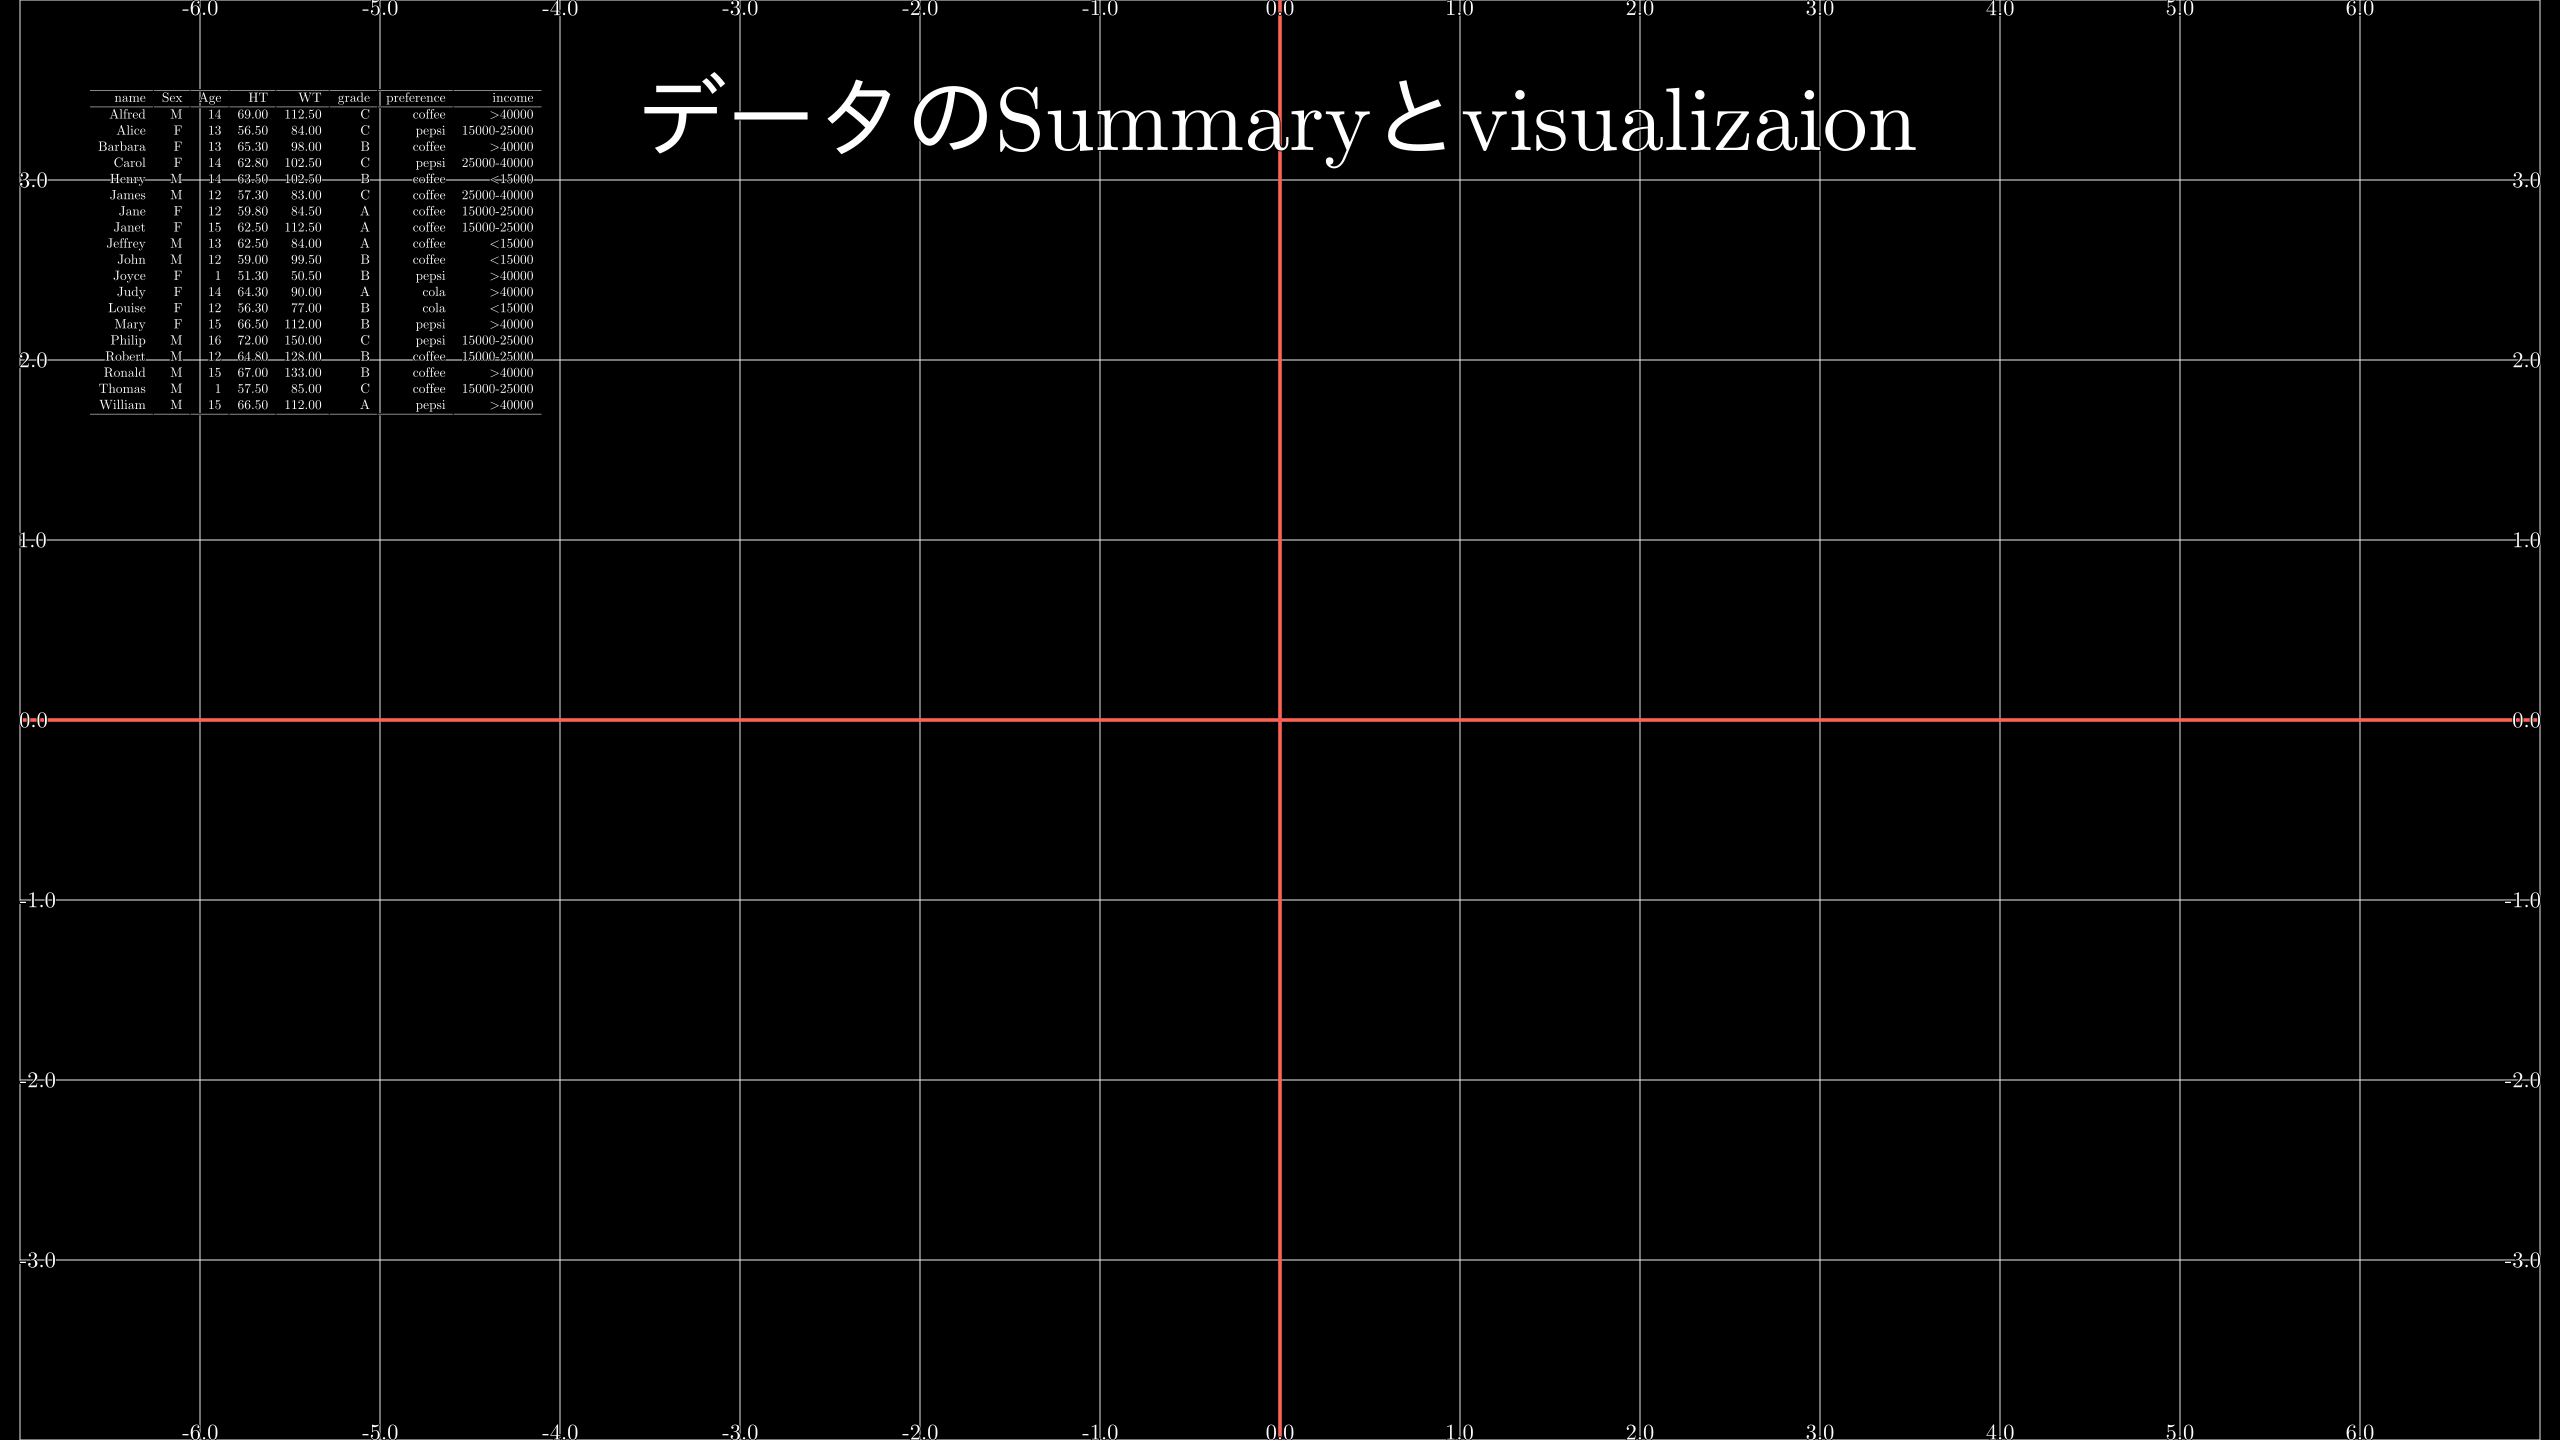 -6.0 -5.0 -4.0 -3.0 -2.0 -1.0 0.0 1.0 2.0 3.0 4.0 5.0 6.0
データのSummaryとvisualizaion
name Sex Age HT WT grade preference income
Alfred M 14 69.00 112.50 C coffee >40000
Alice F 13 56.50 84.00 C pepsi 15000-25000
Barbara F 13 65.30 98.00 B coffee >40000
Carol F 14 62.80 102.50 C pepsi 25000-40000
Henry M 14 63.50 102.50 B coffee <15000
James M 12 57.30 83.00 C coffee 25000-40000
Jane F 12 59.80 84.50 A coffee 15000-25000
Janet F 15 62.50 112.50 A coffee 15000-25000
Jeffrey M 13 62.50 84.00 A coffee <15000
John M 12 59.00 99.50 B coffee <15000
Joyce F 1 51.30 50.50 B pepsi >40000
Judy F 14 64.30 90.00 A cola >40000
Louise F 12 56.30 77.00 B cola <15000
Mary F 15 66.50 112.00 B pepsi >40000
Philip M 16 72.00 150.00 C pepsi 15000-25000
Robert M 12 64.80 128.00 B coffee 15000-25000
Ronald M 15 67.00 133.00 B coffee >40000
Thomas M 1 57.50 85.00 C coffee 15000-25000
William M 15 66.50 112.00 A pepsi >40000
3.0 3.0
2.0 2.0
1.0 1.0
0.0 0.0
-1.0 -1.0
-2.0 -2.0
-3.0 -3.0
-6.0 -5.0 -4.0 -3.0 -2.0 -1.0 0.0 1.0 2.0 3.0 4.0 5.0 6.0